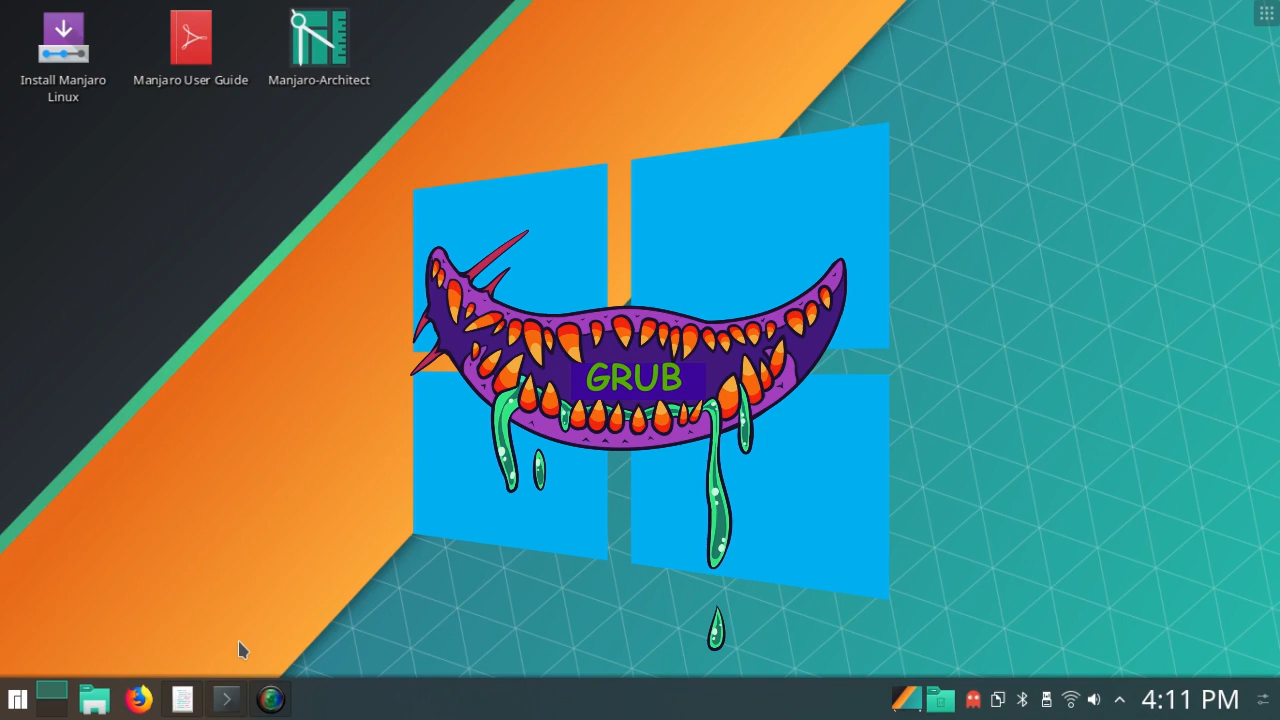 Install Manjaro
Linux
Manjaro User Guide
Manjaro-Architect
GRUB
4:11 PM